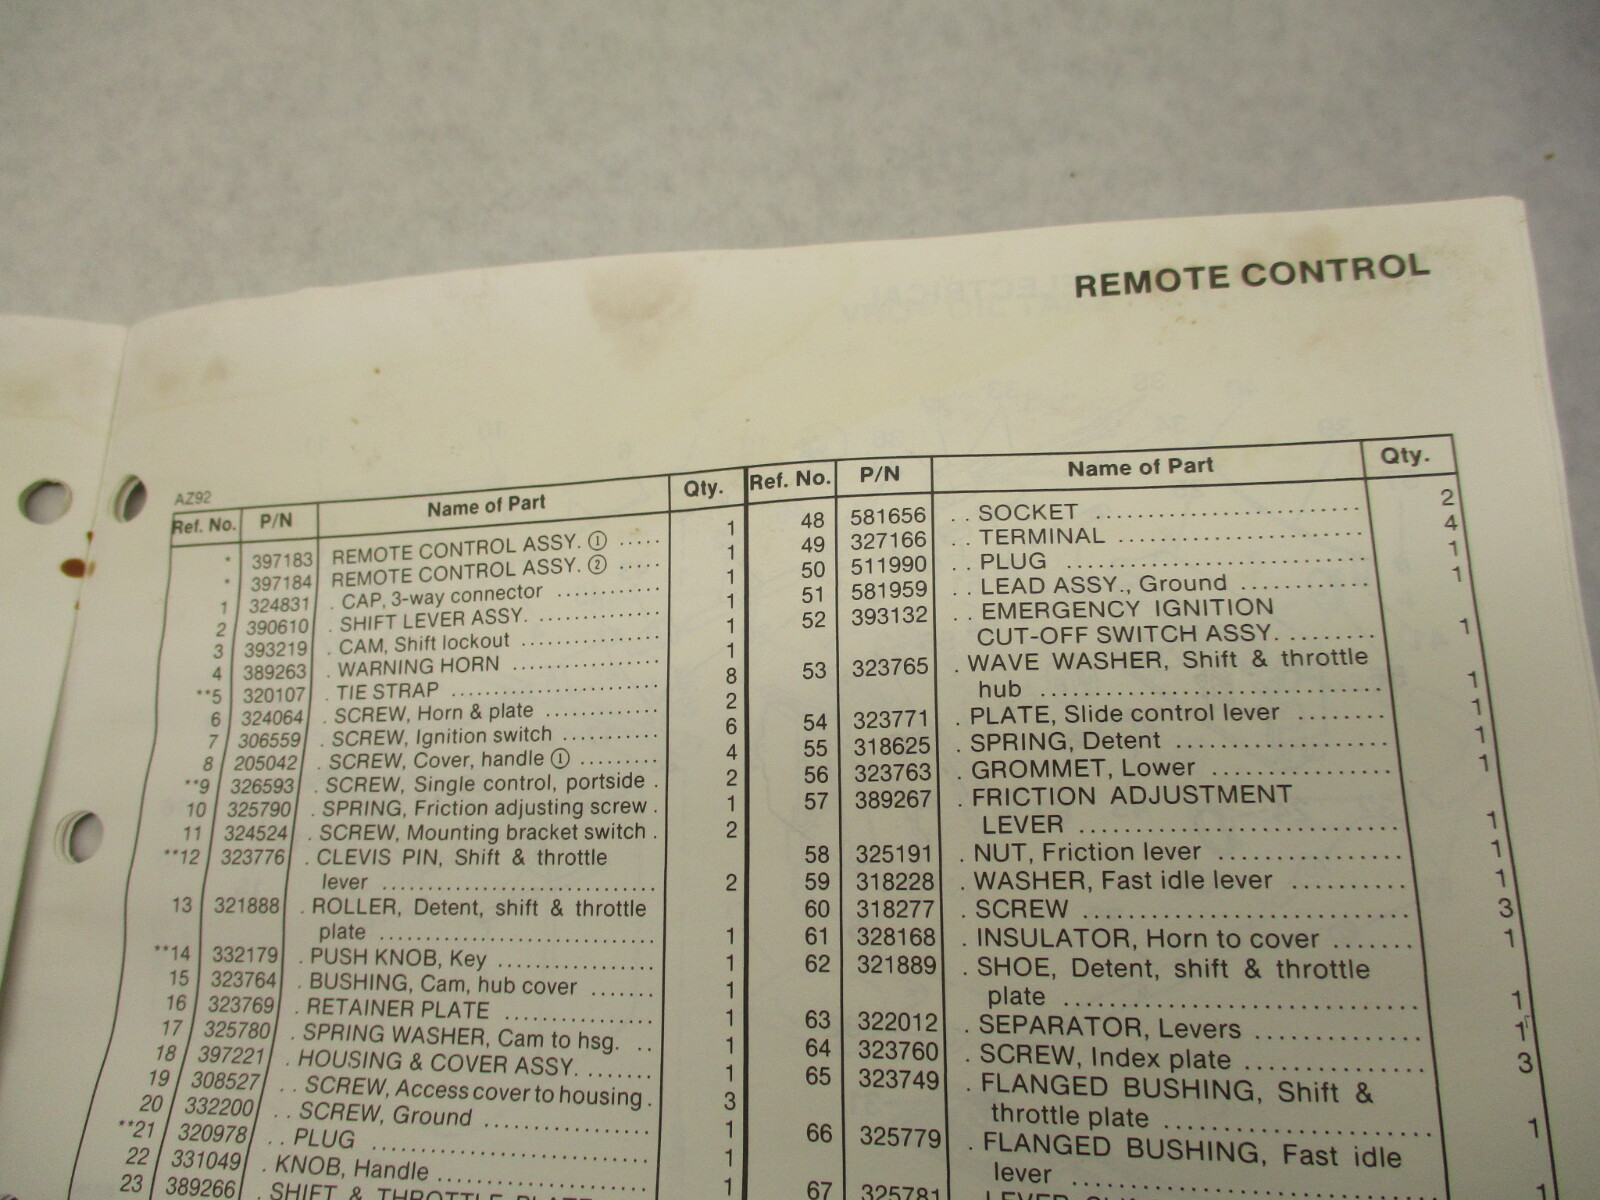 REMOTE CONTROL
AZ92
Ref. No. P/N Name of Part Qty.
* 397183 REMOTE CONTROL ASSY. ① ..... 1
* 397184 REMOTE CONTROL ASSY. ② ..... 1
1 324831 . CAP, 3-way connector ............ 1
2 390610 . SHIFT LEVER ASSY. ............. 1
3 393219 . CAM, Shift lockout ............... 1
4 389263 . WARNING HORN ................ 1
**5 320107 . TIE STRAP ....................... 8
6 324064 . SCREW, Horn & plate ............. 2
7 306559 . SCREW, Ignition switch ........... 6
8 205042 . SCREW, Cover, handle ① ......... 4
**9 326593 . SCREW, Single control, portside . 2
10 325790 . SPRING, Friction adjusting screw . 1
11 324524 . SCREW, Mounting bracket switch . 2
**12 323776 . CLEVIS PIN, Shift & throttle
lever .............................. 2
13 321888 . ROLLER, Detent, shift & throttle
plate .............................. 1
**14 332179 . PUSH KNOB, Key ................. 1
15 323764 . BUSHING, Cam, hub cover ....... 1
16 323769 . RETAINER PLATE ................ 1
17 325780 . SPRING WASHER, Cam to hsg. .. 1
18 397221 . HOUSING & COVER ASSY. ....... 1
19 308527 . . SCREW, Access cover to housing . 3
20 332200 . . SCREW, Ground .................. 1
**21 320978 . . PLUG ........................... 1
22 331049 . KNOB, Handle .................... 1
23 389266 . SHIFT & THROTTLE PLATE
Ref. No. P/N Name of Part Qty.
48 581656 . . SOCKET .......................... 2
49 327166 . . TERMINAL ........................ 4
50 511990 . . PLUG ............................ 1
51 581959 . . LEAD ASSY., Ground ............ 1
52 393132 . . EMERGENCY IGNITION
CUT-OFF SWITCH ASSY. ......... 1
53 323765 . WAVE WASHER, Shift & throttle
hub ............................... 1
54 323771 . PLATE, Slide control lever ........ 1
55 318625 . SPRING, Detent ................... 1
56 323763 . GROMMET, Lower ............... 1
57 389267 . FRICTION ADJUSTMENT
LEVER ............................ 1
58 325191 . NUT, Friction lever ................ 1
59 318228 . WASHER, Fast idle lever .......... 1
60 318277 . SCREW ........................... 3
61 328168 . INSULATOR, Horn to cover ....... 1
62 321889 . SHOE, Detent, shift & throttle
plate .............................. 1
63 322012 . SEPARATOR, Levers .............. 1
64 323760 . SCREW, Index plate ............... 3
65 323749 . FLANGED BUSHING, Shift &
throttle plate ....................... 1
66 325779 . FLANGED BUSHING, Fast idle
lever .............................. 1
67 325781